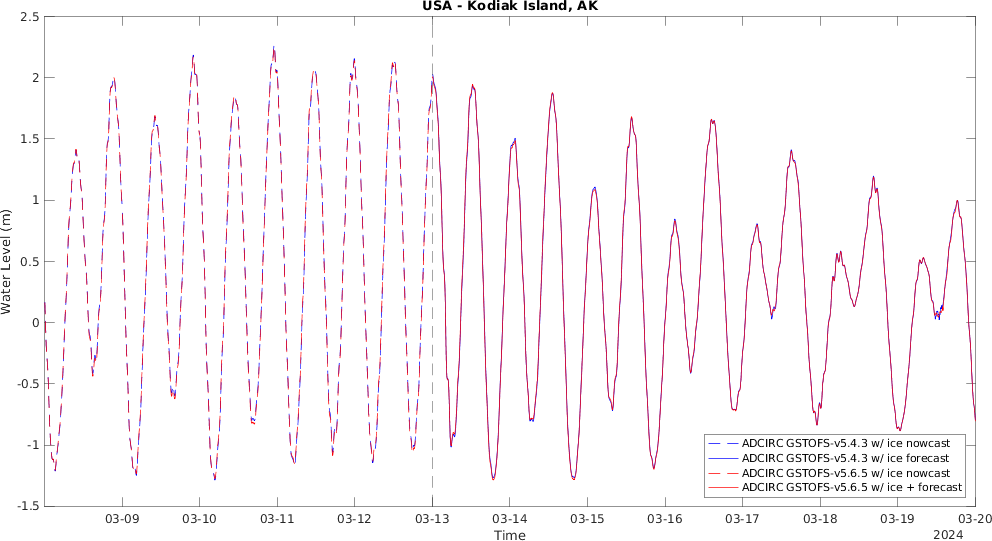 USA - Kodiak Island, AK
Water Level (m)
2.5
2
1.5
1
0.5
0
-0.5
-1
-1.5
ADCIRC GSTOFS-v5.4.3 w/ ice nowcast
ADCIRC GSTOFS-v5.4.3 w/ ice forecast
ADCIRC GSTOFS-v5.6.5 w/ ice nowcast
ADCIRC GSTOFS-v5.6.5 w/ ice + forecast
03-09 03-10 03-11 03-12 03-13 03-14 03-15 03-16 03-17 03-18 03-19 03-20
Time
2024